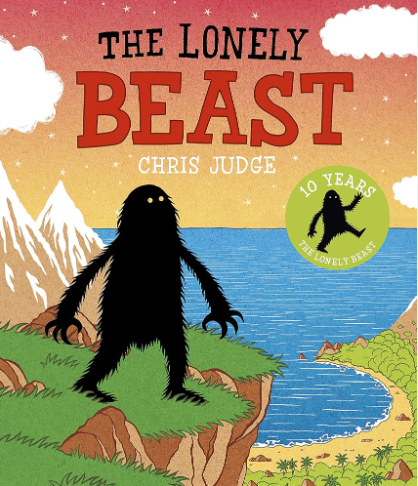 THE LONELY
BEAST
CHRIS JUDGE
10 YEARS
THE LONELY BEAST